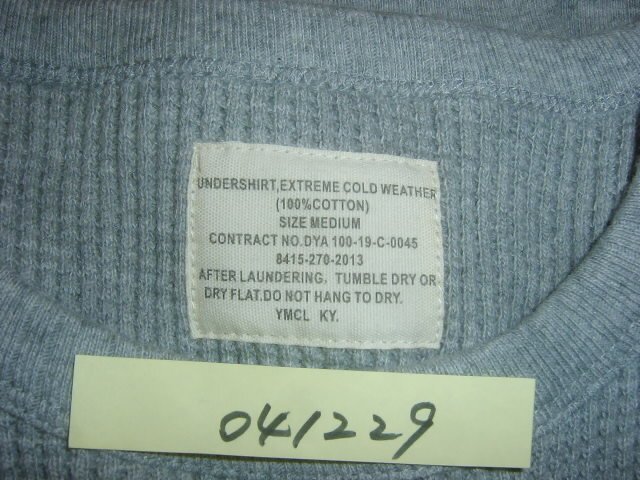 UNDERSHIRT,EXTREME COLD WEATHER
(100%COTTON)
SIZE MEDIUM
CONTRACT NO.DYA 100-19-C-0045
8415-270-2013
AFTER LAUNDERING, TUMBLE DRY OR
DRY FLAT.DO NOT HANG TO DRY.
YMCL KY.
041229